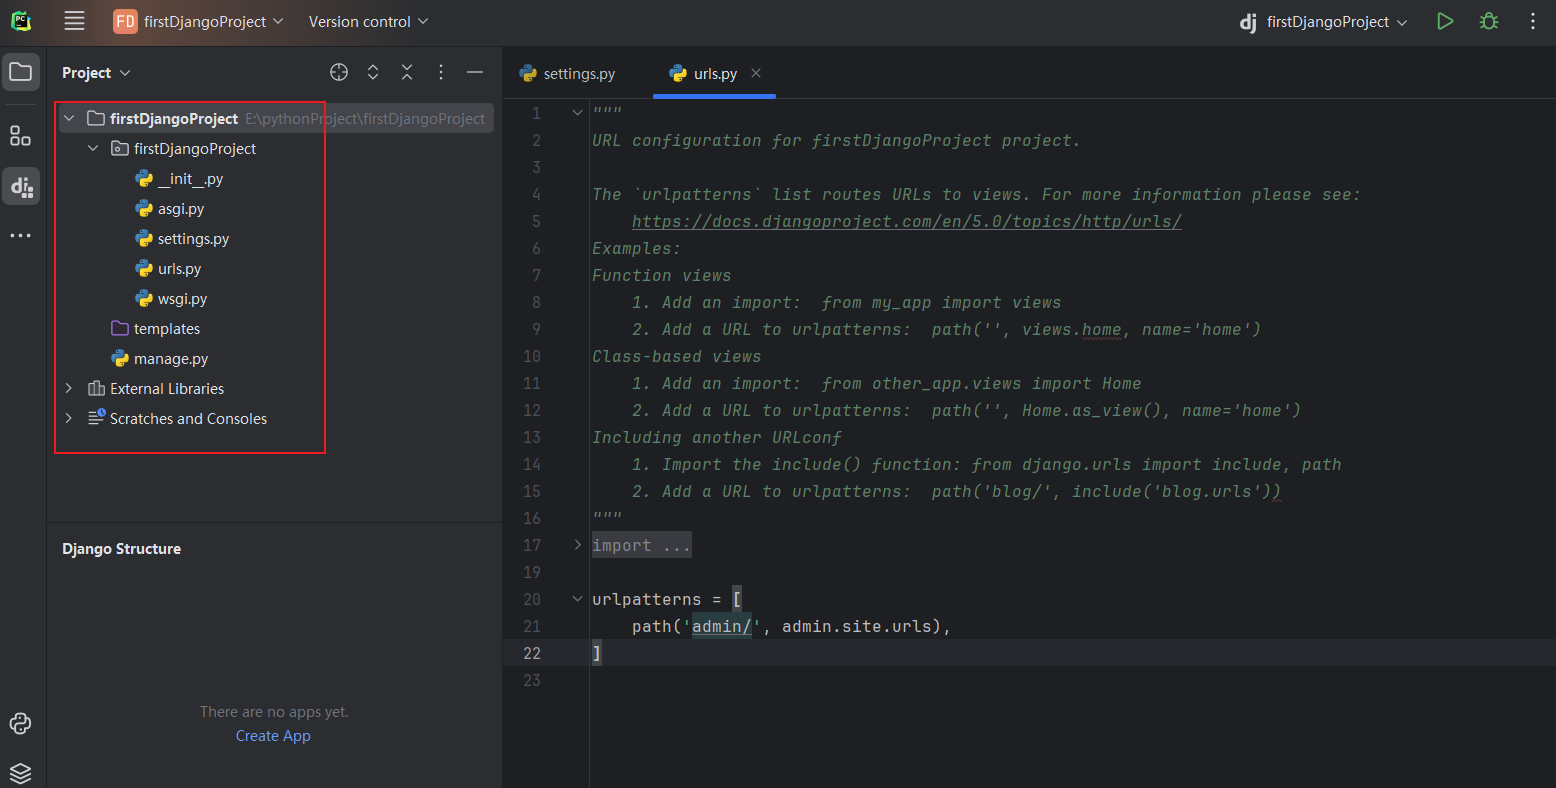 PC
FD firstDjangoProject Version control
dj firstDjangoProject
Project
firstDjangoProject E:\pythonProject\firstDjangoProject
firstDjangoProject
__init__.py
asgi.py
settings.py
urls.py
wsgi.py
templates
manage.py
External Libraries
Scratches and Consoles
Django Structure
There are no apps yet.
Create App
dj
settings.py urls.py
1 """
2 URL configuration for firstDjangoProject project.
3
4 The `urlpatterns` list routes URLs to views. For more information please see:
5 https://docs.djangoproject.com/en/5.0/topics/http/urls/
6 Examples:
7 Function views
8 1. Add an import:  from my_app import views
9 2. Add a URL to urlpatterns:  path('', views.home, name='home')
10 Class-based views
11 1. Add an import:  from other_app.views import Home
12 2. Add a URL to urlpatterns:  path('', Home.as_view(), name='home')
13 Including another URLconf
14 1. Import the include() function: from django.urls import include, path
15 2. Add a URL to urlpatterns:  path('blog/', include('blog.urls'))
16 """
17 import ...
19
20 urlpatterns = [
21 path('admin/', admin.site.urls),
22 ]
23